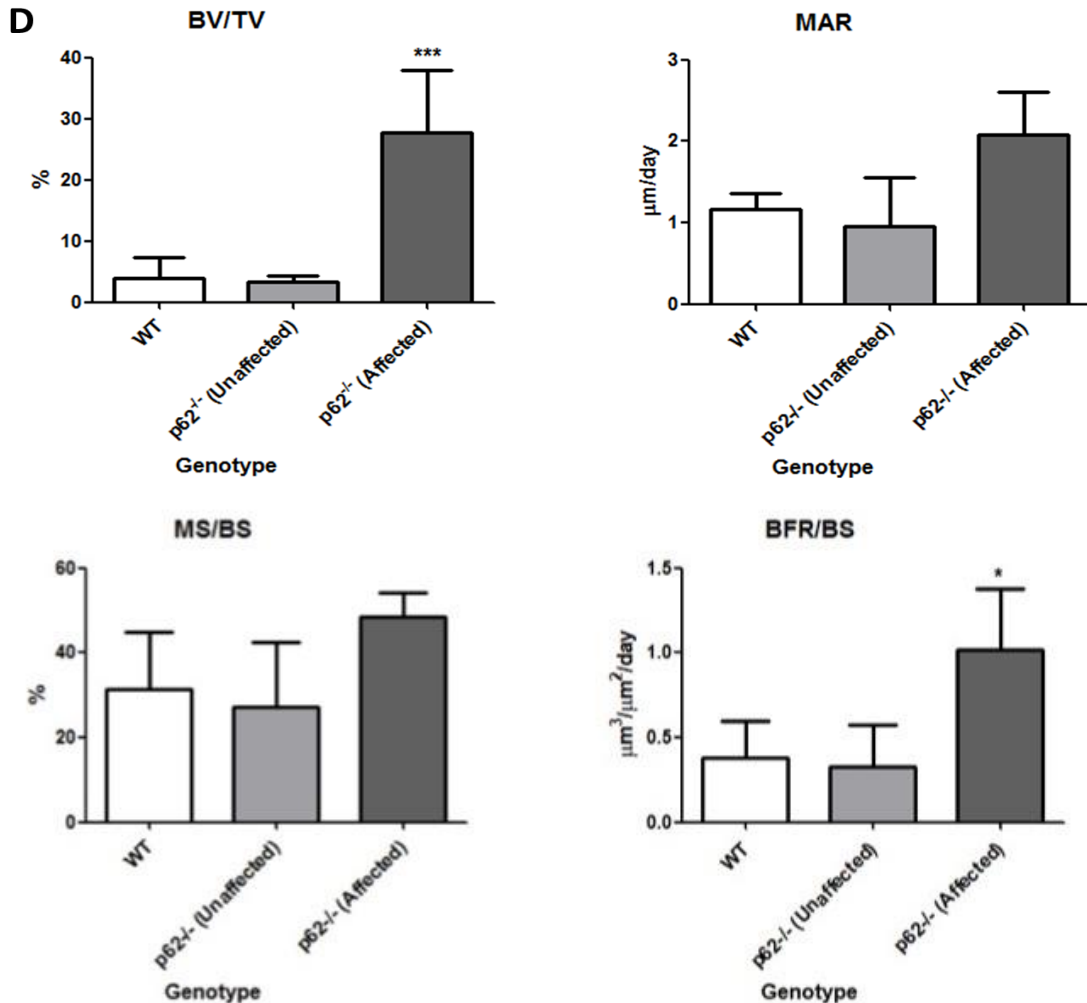 D
BV/TV
***
40
30
20
10
0
%
WT
p62-/- (Unaffected)
p62-/- (Affected)
Genotype
MAR
3
2
1
0
μm/day
WT
p62-/- (Unaffected)
p62-/- (Affected)
Genotype
MS/BS
60
40
20
0
%
WT
p62-/- (Unaffected)
p62-/- (Affected)
Genotype
BFR/BS
*
1.5
1.0
0.5
0.0
μm³/μm²/day
WT
p62-/- (Unaffected)
p62-/- (Affected)
Genotype